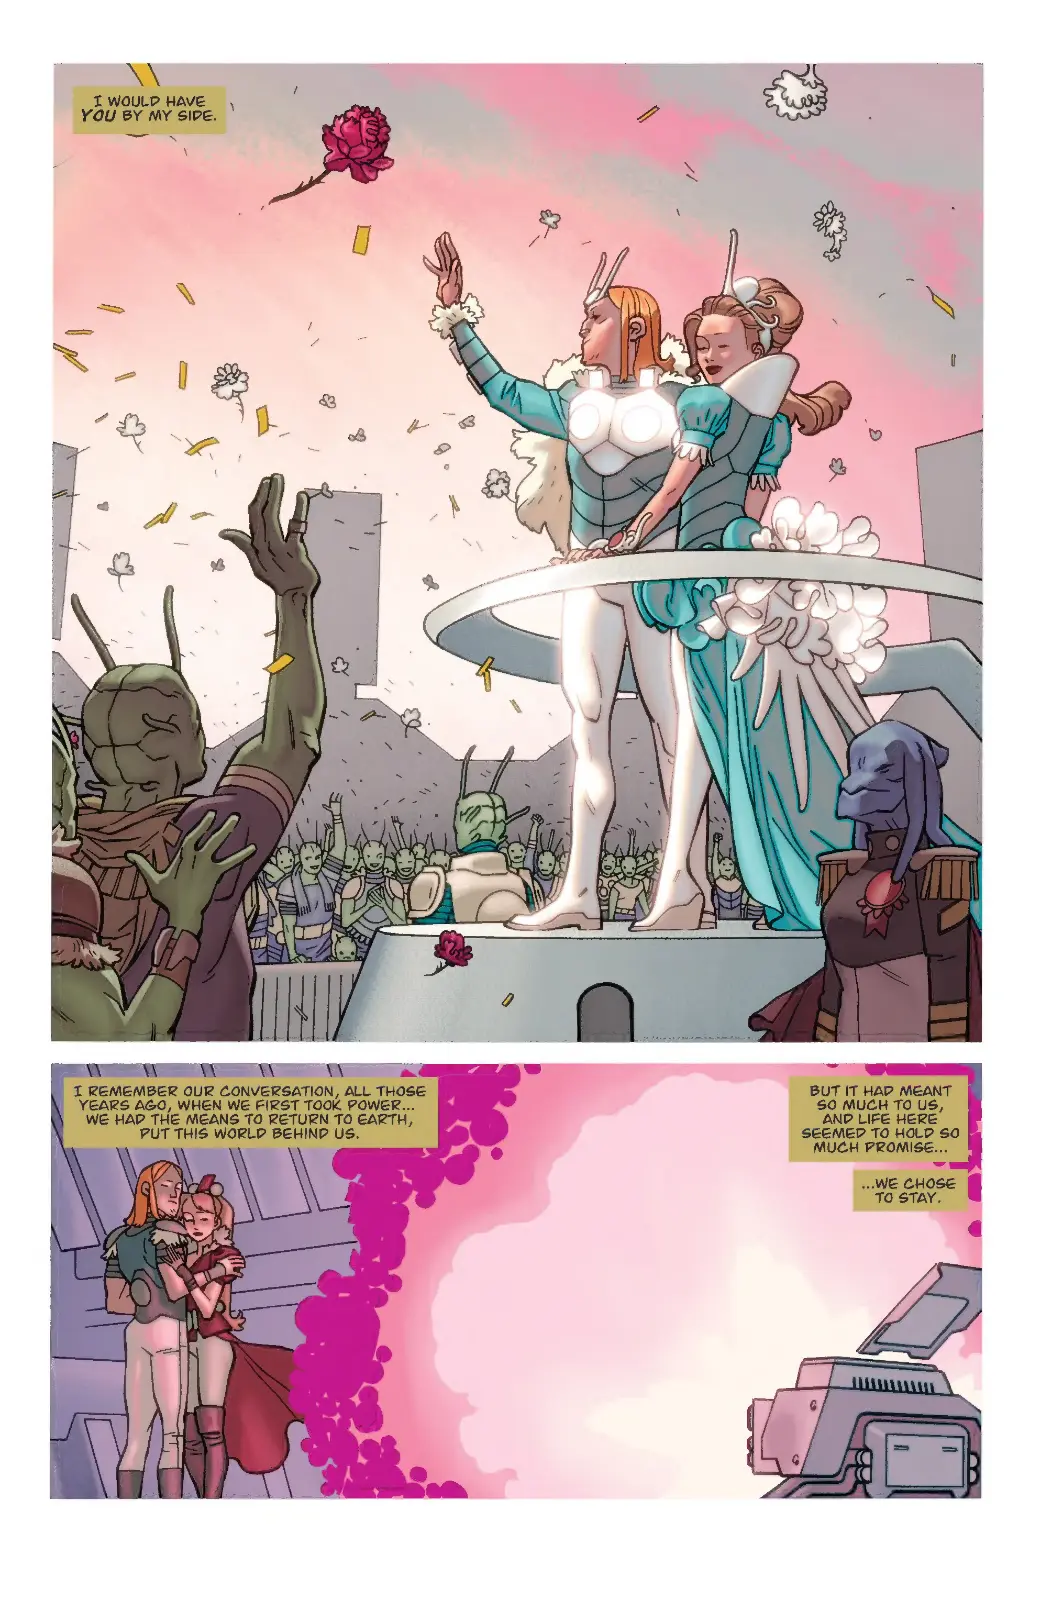 I WOULD HAVE
YOU BY MY SIDE.
I REMEMBER OUR CONVERSATION, ALL THOSE
YEARS AGO, WHEN WE FIRST TOOK POWER...
WE HAD THE MEANS TO RETURN TO EARTH,
PUT THIS WORLD BEHIND US.
BUT IT HAD MEANT
SO MUCH TO US,
AND LIFE HERE
SEEMED TO HOLD SO
MUCH PROMISE...
...WE CHOSE
TO STAY.